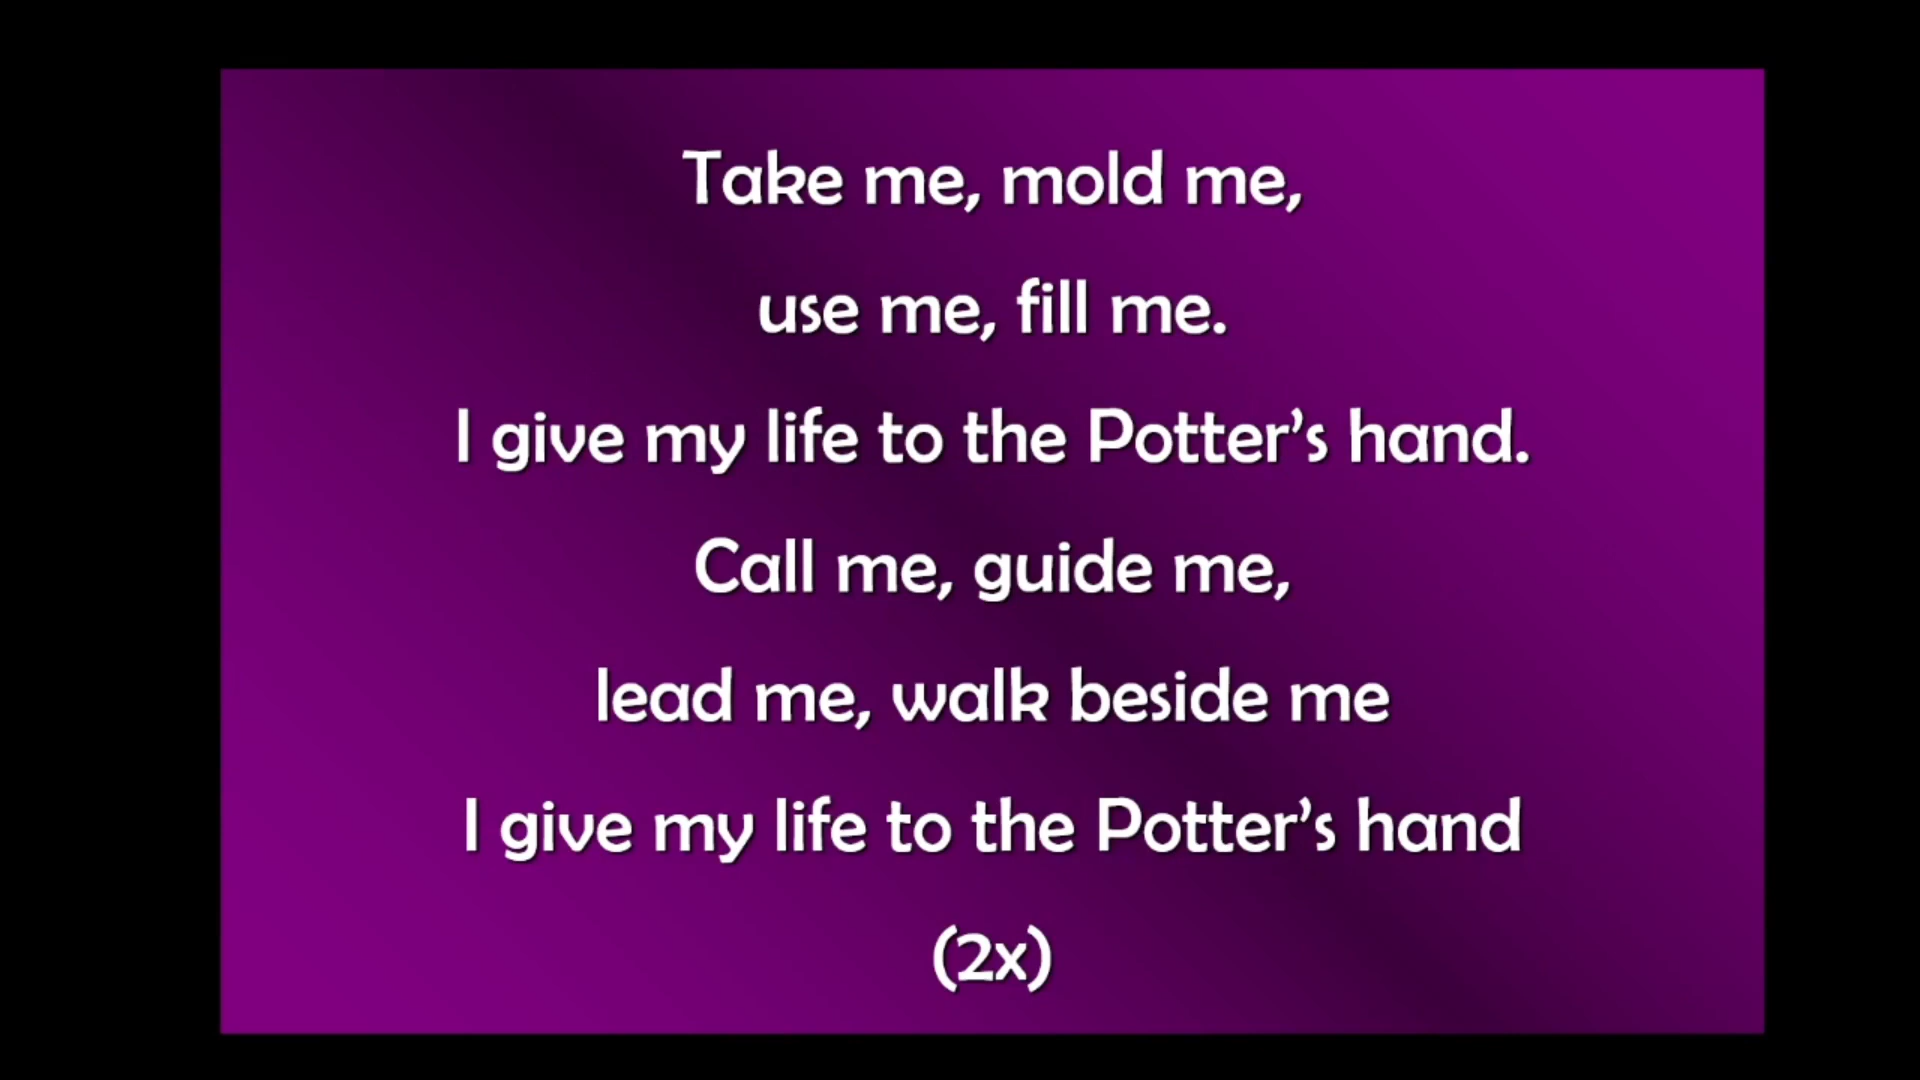 Take me, mold me,
use me, fill me.
I give my life to the Potter’s hand.
Call me, guide me,
lead me, walk beside me
I give my life to the Potter’s hand
(2x)